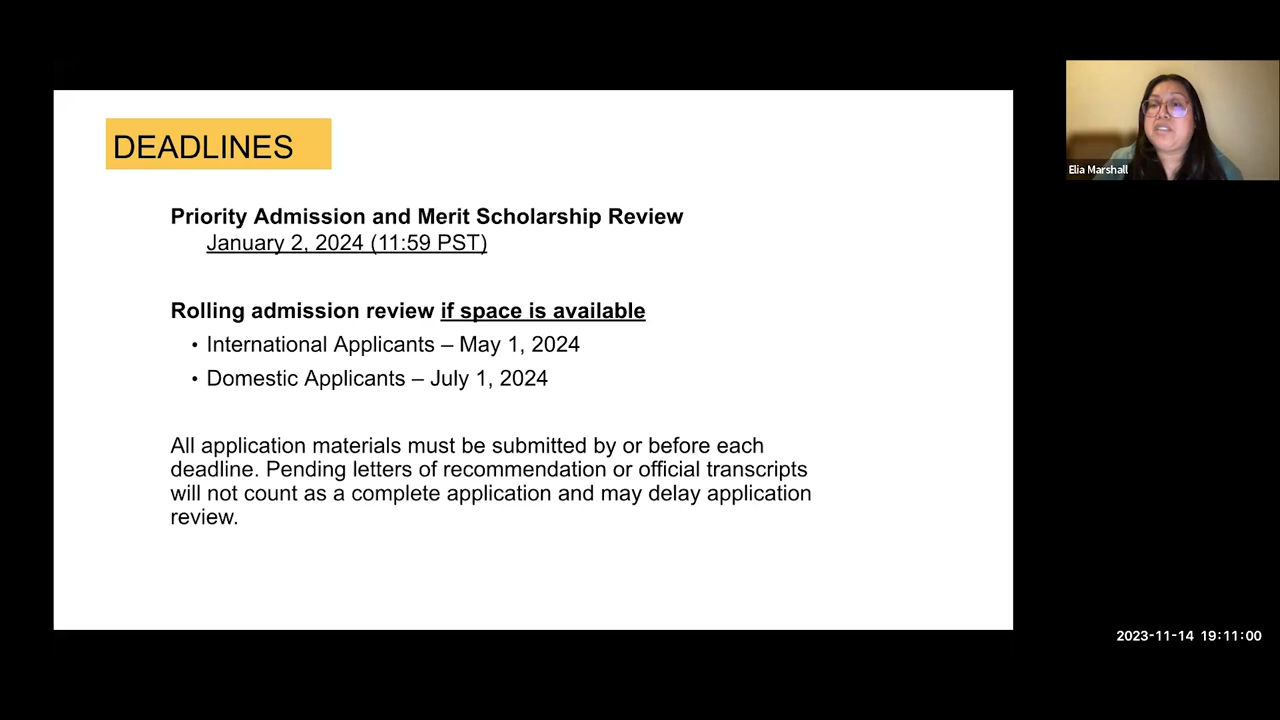 DEADLINES
Priority Admission and Merit Scholarship Review
January 2, 2024 (11:59 PST)
Rolling admission review if space is available
• International Applicants – May 1, 2024
• Domestic Applicants – July 1, 2024
All application materials must be submitted by or before each
deadline. Pending letters of recommendation or official transcripts
will not count as a complete application and may delay application
review.
Elia Marshall
2023-11-14 19:11:00